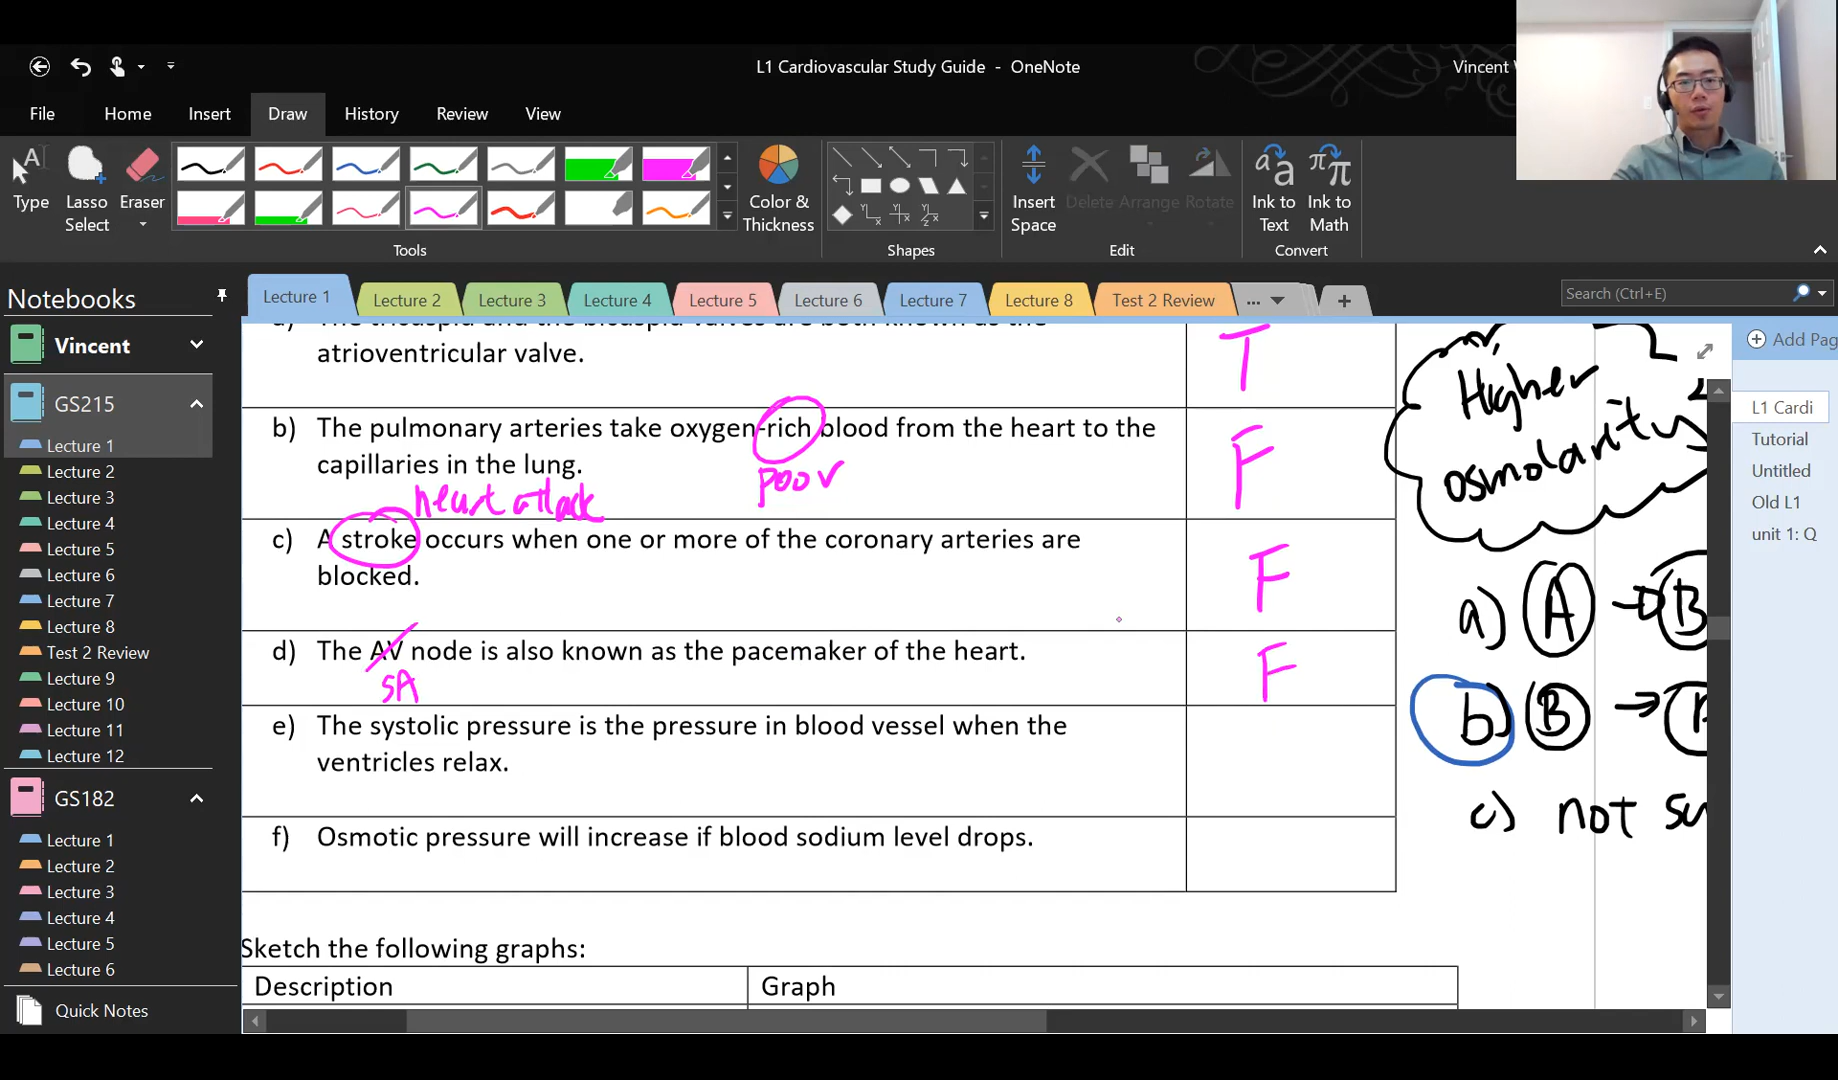 L1 Cardiovascular Study Guide - OneNote
Vincent
File Home Insert Draw History Review View
Type
Lasso Select
Eraser
Color & Thickness
Insert Space
Delete
Arrange
Rotate
Ink to Text
Ink to Math
Tools
Shapes
Edit
Convert
Notebooks
Lecture 1
Lecture 2
Lecture 3
Lecture 4
Lecture 5
Lecture 6
Lecture 7
Lecture 8
Test 2 Review
...
Search (Ctrl+E)
Vincent
GS215
Lecture 1
Lecture 2
Lecture 3
Lecture 4
Lecture 5
Lecture 6
Lecture 7
Lecture 8
Test 2 Review
Lecture 9
Lecture 10
Lecture 11
Lecture 12
GS182
Lecture 1
Lecture 2
Lecture 3
Lecture 4
Lecture 5
Lecture 6
Quick Notes
atrioventricular valve.
T
b) The pulmonary arteries take oxygen-rich blood from the heart to the
capillaries in the lung.
poor
F
heart attack
c) A stroke occurs when one or more of the coronary arteries are
blocked.
F
d) The AV node is also known as the pacemaker of the heart.
SA
F
e) The systolic pressure is the pressure in blood vessel when the
ventricles relax.
f) Osmotic pressure will increase if blood sodium level drops.
Sketch the following graphs:
Description
Graph
Higher
osmolarity
a) A → B
b) B →
c) not
Add Pag
L1 Cardi
Tutorial
Untitled
Old L1
unit 1: Q